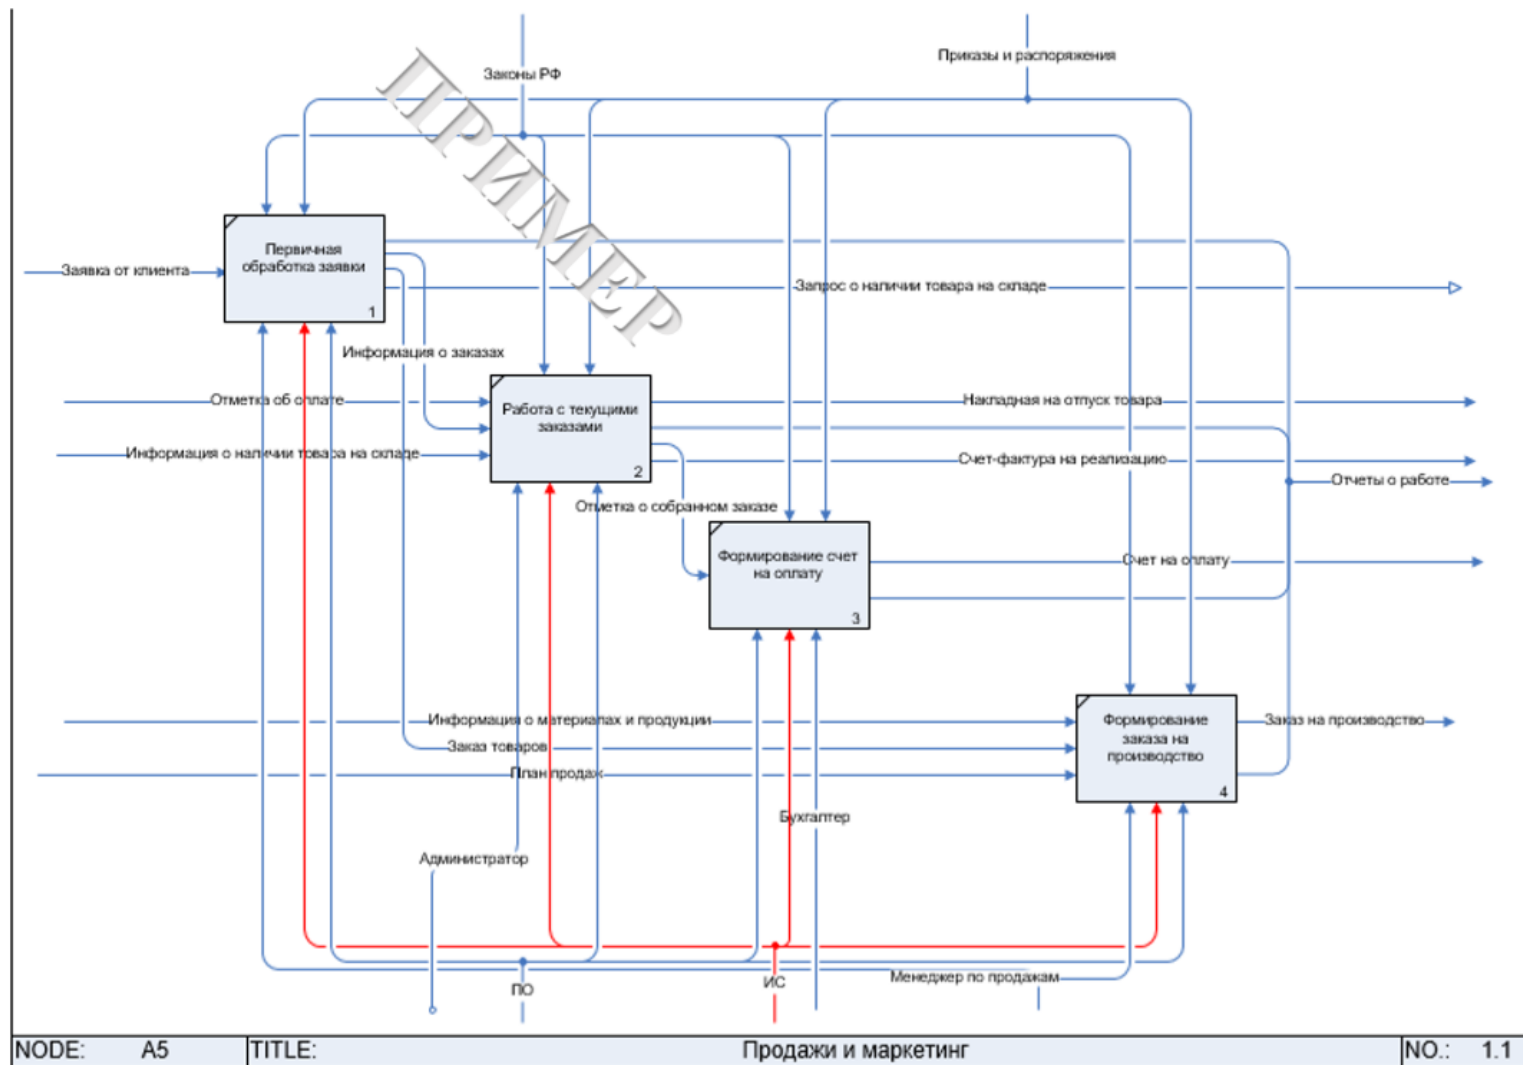 Приказы и распоряжения
Законы РФ
ПРИМЕР
Первичная
обработка заявки
1
Заявка от клиента
Запрос о наличии товара на складе
Информация о заказах
Отметка об оплате
Работа с текущими
заказами
2
Накладная на отпуск товара
Информация о наличии товара на складе
Счет-фактура на реализацию
Отчеты о работе
Отметка о собранном заказе
Формирование счет
на оплату
3
Счет на оплату
Информация о материалах и продукции
Формирование
заказа на
производство
4
Заказ на производство
Заказ товаров
План продаж
Бухгалтер
Администратор
Менеджер по продажам
ИС
ПО
NODE: A5 TITLE: Продажи и маркетинг NO.: 1.1